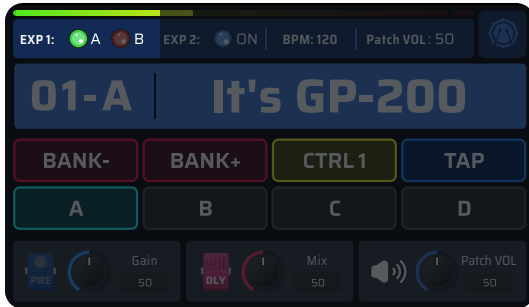 EXP 1: A B EXP 2: ON BPM: 120 Patch VOL: 50
01-A It's GP-200
BANK- BANK+ CTRL 1 TAP
A B C D
Gain Mix Patch VOL
PRE 50 DLY 50 50